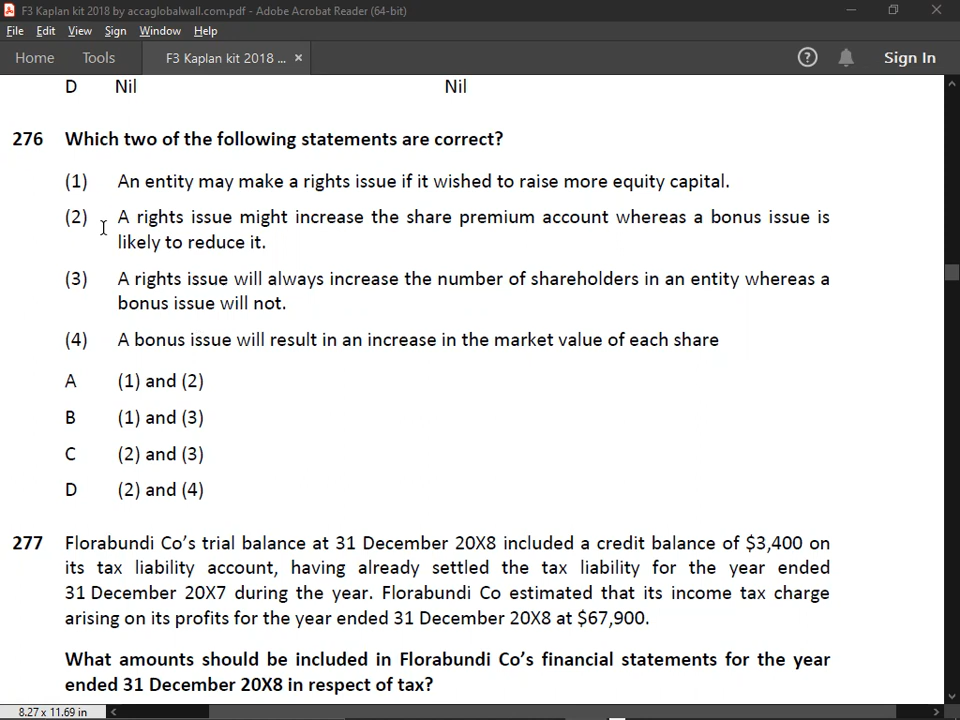 F3 Kaplan kit 2018 by accaglobalwall.com.pdf - Adobe Acrobat Reader (64-bit)
File Edit View Sign Window Help
Home Tools F3 Kaplan kit 2018 ... × Sign In
D Nil Nil
276 Which two of the following statements are correct?
(1) An entity may make a rights issue if it wished to raise more equity capital.
(2) A rights issue might increase the share premium account whereas a bonus issue is
likely to reduce it.
(3) A rights issue will always increase the number of shareholders in an entity whereas a
bonus issue will not.
(4) A bonus issue will result in an increase in the market value of each share
A (1) and (2)
B (1) and (3)
C (2) and (3)
D (2) and (4)
277 Florabundi Co’s trial balance at 31 December 20X8 included a credit balance of $3,400 on
its tax liability account, having already settled the tax liability for the year ended
31 December 20X7 during the year. Florabundi Co estimated that its income tax charge
arising on its profits for the year ended 31 December 20X8 at $67,900.
What amounts should be included in Florabundi Co’s financial statements for the year
ended 31 December 20X8 in respect of tax?
8.27 x 11.69 in